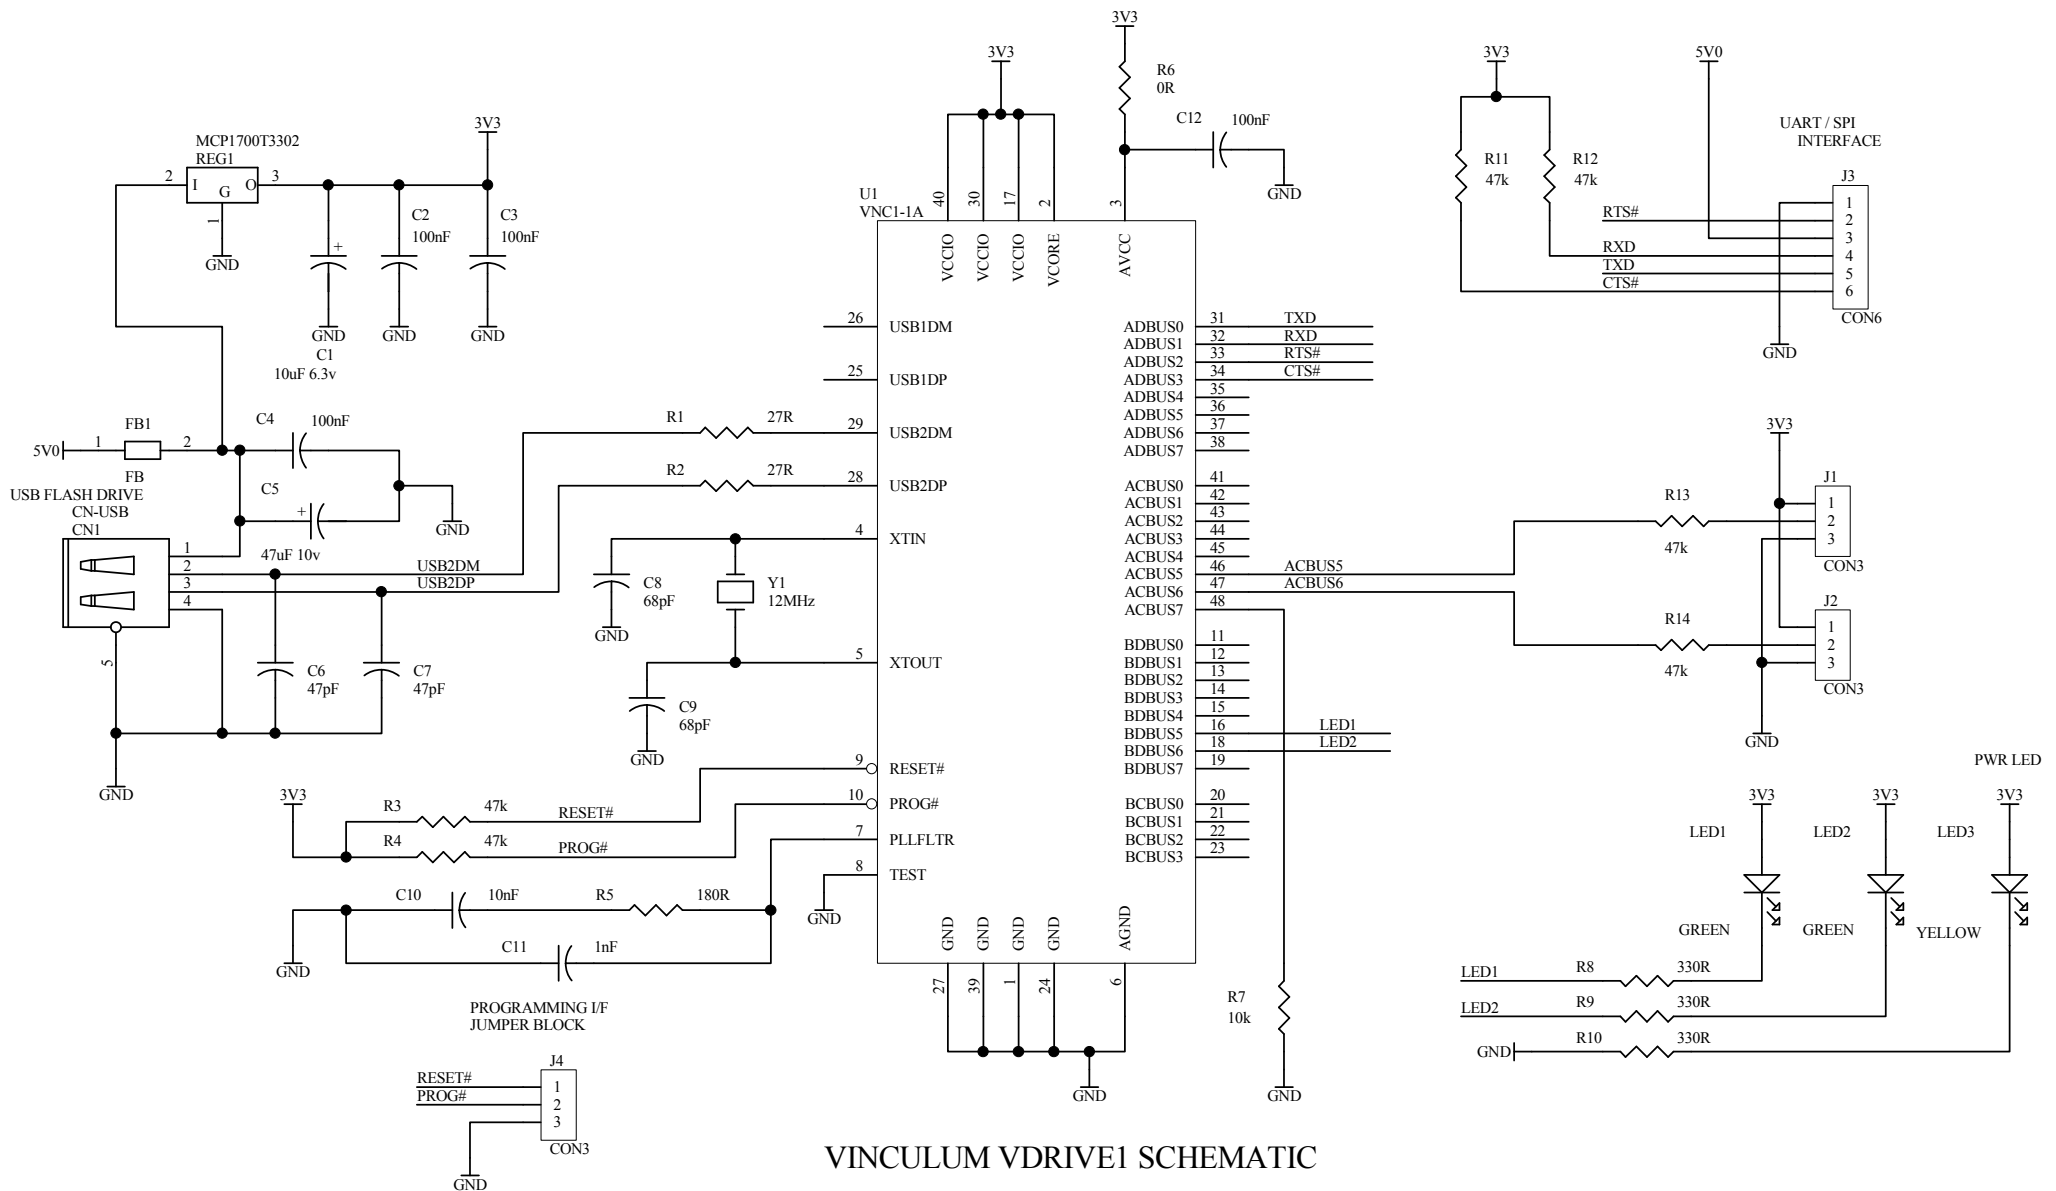 MCP1700T3302
REG1
2
I
G
O
3
1
GND
3V3
C2
100nF
C3
100nF
+
GND
GND
GND
C1
10uF 6.3v
C4
100nF
FB1
5V0
1
2
FB
C5
+
47uF 10v
GND
USB FLASH DRIVE
CN-USB
CN1
1
2
3
4
5
USB2DM
USB2DP
C6
47pF
C7
47pF
GND
R1
27R
R2
27R
C8
68pF
GND
Y1
12MHz
C9
68pF
GND
3V3
R3
47k
RESET#
R4
47k
PROG#
C10
10nF
R5
180R
C11
1nF
GND
GND
PROGRAMMING I/F
JUMPER BLOCK
J4
RESET#
PROG#
1
2
3
CON3
GND
3V3
3V3
R6
0R
C12
100nF
GND
U1
VNC1-1A
40
30
17
2
3
VCCIO
VCCIO
VCCIO
VCORE
AVCC
26
USB1DM
25
USB1DP
29
USB2DM
28
USB2DP
4
XTIN
5
XTOUT
9
RESET#
10
PROG#
7
PLLFLTR
8
TEST
GND
GND
GND
GND
AGND
27
39
1
24
6
GND
ADBUS0
31
TXD
ADBUS1
32
RXD
ADBUS2
33
RTS#
ADBUS3
34
CTS#
ADBUS4
35
ADBUS5
36
ADBUS6
37
ADBUS7
38
ACBUS0
41
ACBUS1
42
ACBUS2
43
ACBUS3
44
ACBUS4
45
ACBUS5
46
ACBUS5
ACBUS6
47
ACBUS6
ACBUS7
48
BDBUS0
11
BDBUS1
12
BDBUS2
13
BDBUS3
14
BDBUS4
15
BDBUS5
16
LED1
BDBUS6
18
LED2
BDBUS7
19
BCBUS0
20
BCBUS1
21
BCBUS2
22
BCBUS3
23
R7
10k
GND
3V3
5V0
R11
47k
R12
47k
UART / SPI
INTERFACE
J3
RTS#
RXD
TXD
CTS#
1
2
3
4
5
6
CON6
GND
3V3
R13
47k
J1
1
2
3
CON3
R14
47k
J2
1
2
3
CON3
GND
PWR LED
3V3
3V3
3V3
LED1
LED2
LED3
GREEN
GREEN
YELLOW
LED1
R8
330R
LED2
R9
330R
GND
R10
330R
VINCULUM VDRIVE1 SCHEMATIC